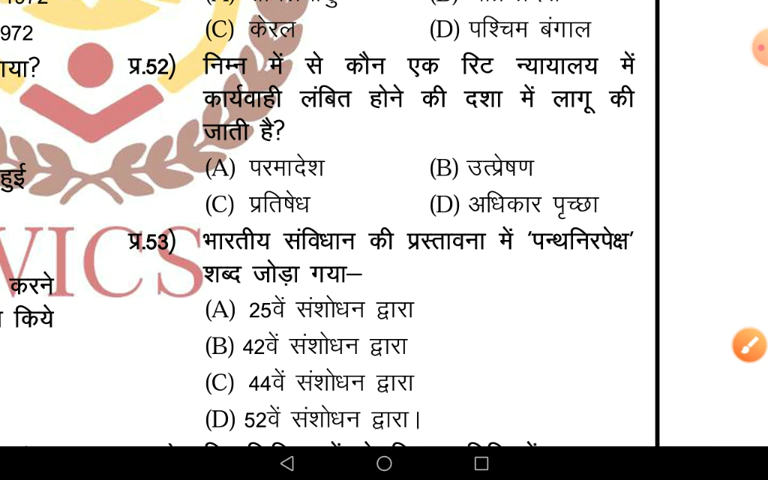 972
(C) केरल (D) पश्चिम बंगाल
गया?
प्र.52) निम्न में से कौन एक रिट न्यायालय में
कार्यवाही लंबित होने की दशा में लागू की
जाती है?
हुई
(A) परमादेश (B) उत्प्रेषण
(C) प्रतिषेध (D) अधिकार पृच्छा
VICS
प्र.53) भारतीय संविधान की प्रस्तावना में 'पन्थनिरपेक्ष'
शब्द जोड़ा गया–
करने
किये
(A) 25वें संशोधन द्वारा
(B) 42वें संशोधन द्वारा
(C) 44वें संशोधन द्वारा
(D) 52वें संशोधन द्वारा।